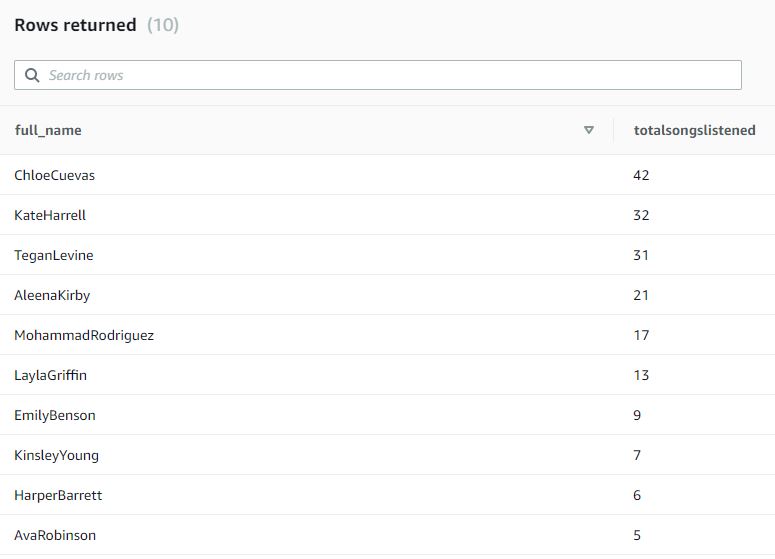 Rows returned (10)
Search rows
full_name totalsongslistened
ChloeCuevas 42
KateHarrell 32
TeganLevine 31
AleenaKirby 21
MohammadRodriguez 17
LaylaGriffin 13
EmilyBenson 9
KinsleyYoung 7
HarperBarrett 6
AvaRobinson 5